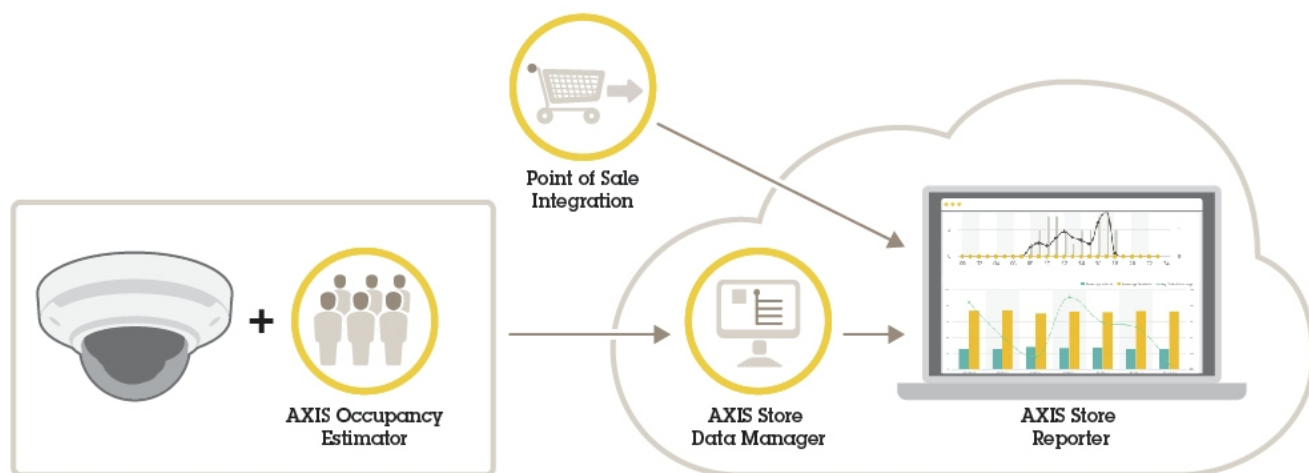 Point of Sale
Integration
AXIS Occupancy
Estimator
AXIS Store
Data Manager
AXIS Store
Reporter